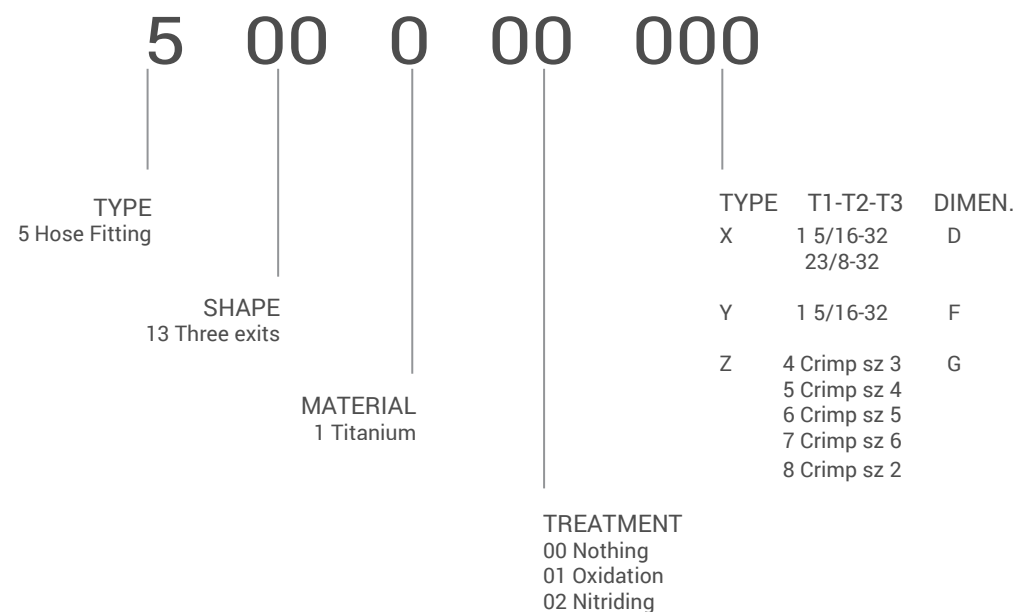 5 00 0 00 000
TYPE
5 Hose Fitting
SHAPE
13 Three exits
MATERIAL
1 Titanium
TREATMENT
00 Nothing
01 Oxidation
02 Nitriding
TYPE T1-T2-T3 DIMEN.
X 1 5/16-32 D
23/8-32
Y 1 5/16-32 F
Z 4 Crimp sz 3 G
5 Crimp sz 4
6 Crimp sz 5
7 Crimp sz 6
8 Crimp sz 2